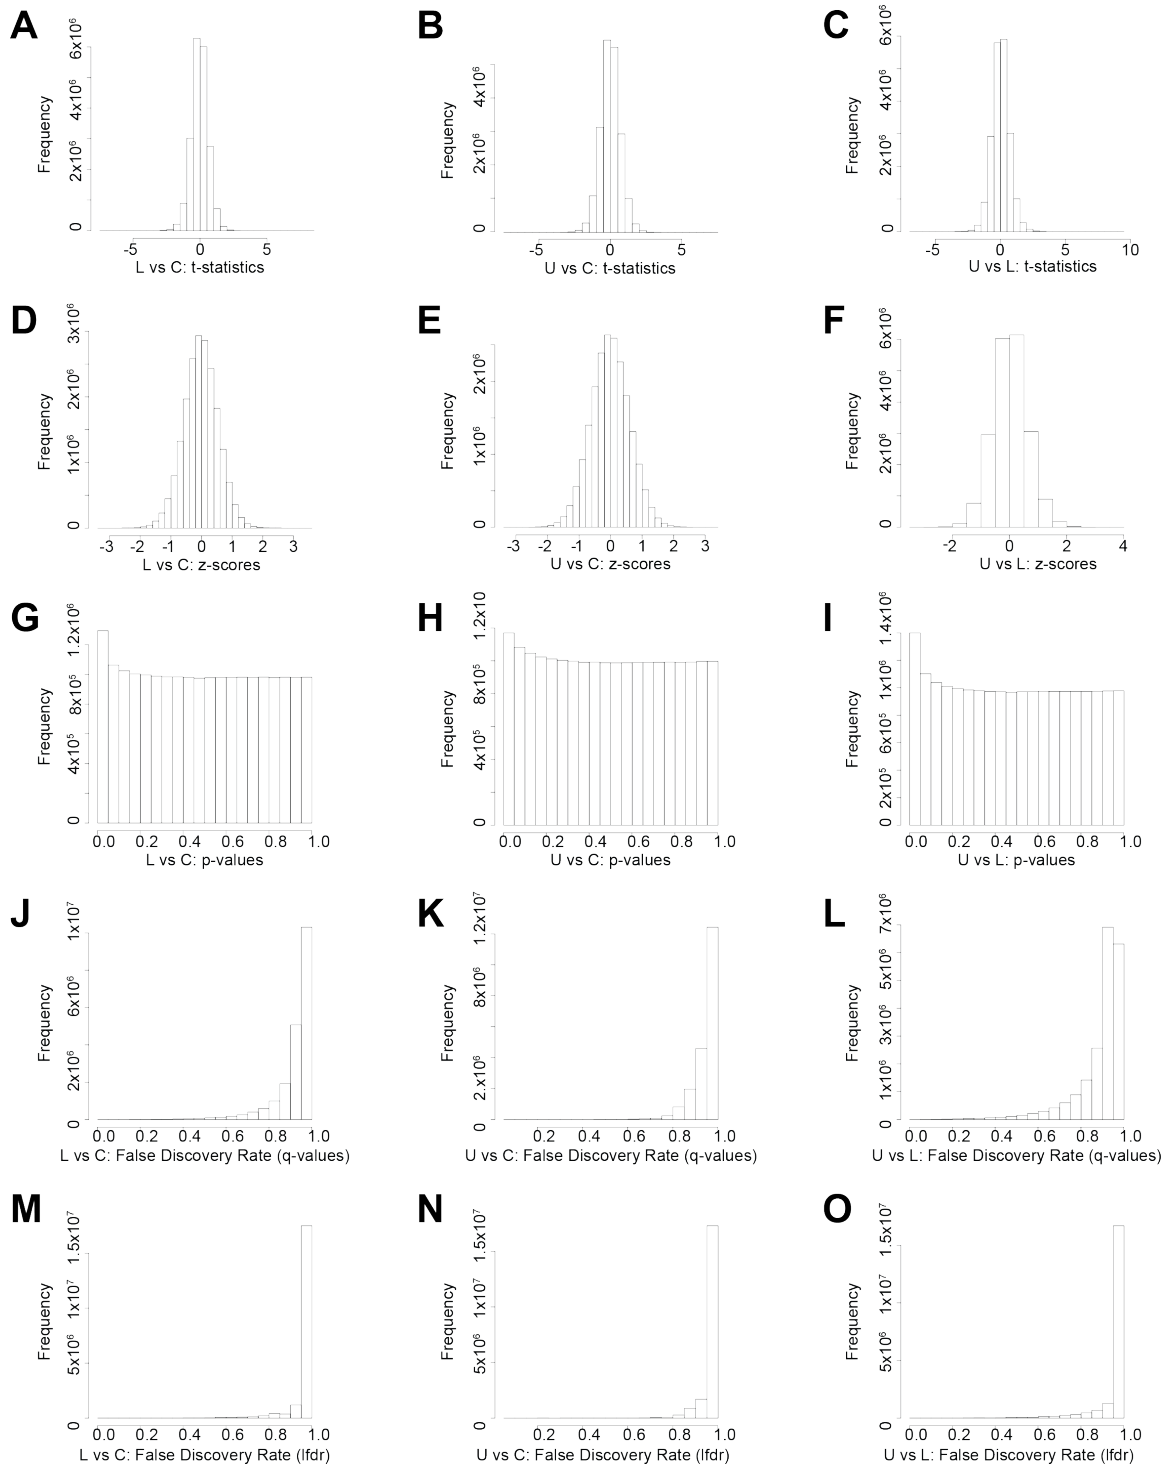 A
B
C
Frequency
0
2x10⁶
4x10⁶
6x10⁶
-5
0
5
L vs C: t-statistics
Frequency
0
2x10⁶
4x10⁶
-5
0
5
U vs C: t-statistics
Frequency
0
2x10⁶
4x10⁶
6x10⁶
-5
0
5
10
U vs L: t-statistics
D
E
F
Frequency
0
1x10⁶
2x10⁶
3x10⁶
-3 -2 -1 0 1 2 3
L vs C: z-scores
Frequency
0
1x10⁶
2x10⁶
-3 -2 -1 0 1 2 3
U vs C: z-scores
Frequency
0
2x10⁶
4x10⁶
6x10⁶
-2 0 2 4
U vs L: z-scores
G
H
I
Frequency
0
4x10⁵
8x10⁵
1.2x10⁶
0.0 0.2 0.4 0.6 0.8 1.0
L vs C: p-values
Frequency
0
4x10⁵
8x10⁵
1.2x10
0.0 0.2 0.4 0.6 0.8 1.0
U vs C: p-values
Frequency
0
2x10⁵
6x10⁵
1x10⁶
1.4x10⁶
0.0 0.2 0.4 0.6 0.8 1.0
U vs L: p-values
J
K
L
Frequency
0
2x10⁶
6x10⁶
1x10⁷
0.0 0.2 0.4 0.6 0.8 1.0
L vs C: False Discovery Rate (q-values)
Frequency
0
2.x10⁶
8x10⁶
1.2x10⁷
0.2 0.4 0.6 0.8 1.0
U vs C: False Discovery Rate (q-values)
Frequency
0
1x10⁶
3x10⁶
5x10⁶
7x10⁶
0.0 0.2 0.4 0.6 0.8 1.0
U vs L: False Discovery Rate (q-values)
M
N
O
Frequency
0
5x10⁶
1x10⁷
1.5x10⁷
0.0 0.2 0.4 0.6 0.8 1.0
L vs C: False Discovery Rate (lfdr)
Frequency
0
5x10⁶
1x10⁷
1.5x10⁷
0.2 0.4 0.6 0.8 1.0
U vs C: False Discovery Rate (lfdr)
Frequency
0
5x10⁶
1x10⁷
1.5x10⁷
0.0 0.2 0.4 0.6 0.8 1.0
U vs L: False Discovery Rate (lfdr)